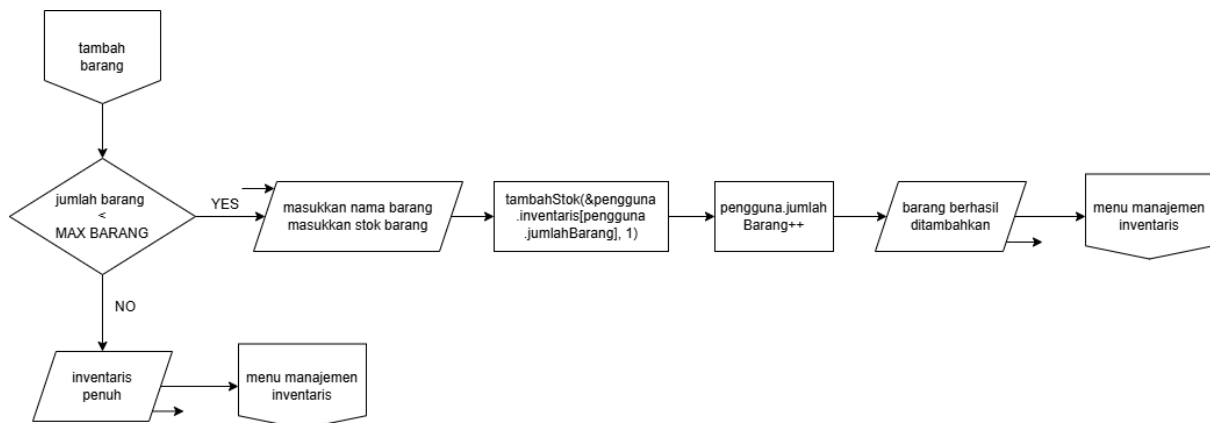 tambah
barang
jumlah barang
<
MAX BARANG
YES
masukkan nama barang
masukkan stok barang
tambahStok(&pengguna
.inventaris[pengguna
.jumlahBarang], 1)
pengguna.jumlah
Barang++
barang berhasil
ditambahkan
menu manajemen
inventaris
NO
inventaris
penuh
menu manajemen
inventaris